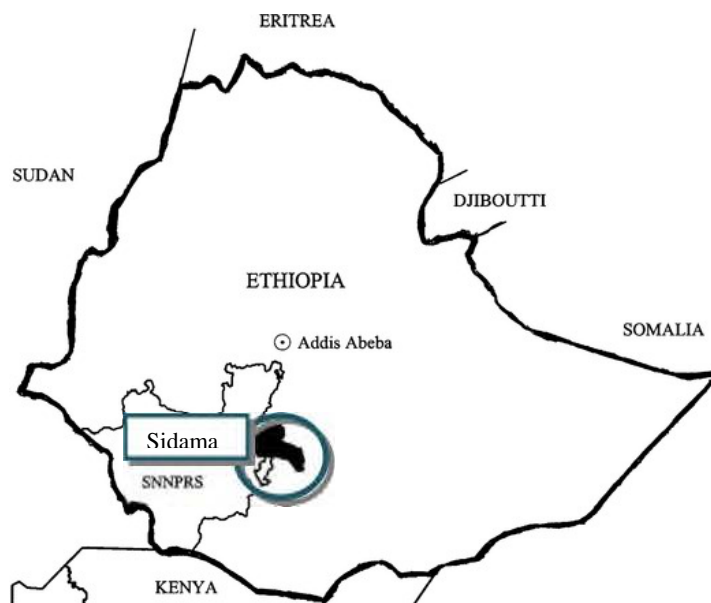 ERITREA
SUDAN
DJIBOUTTI
ETHIOPIA
SOMALIA
Addis Abeba
Sidama
SNNPRS
KENYA